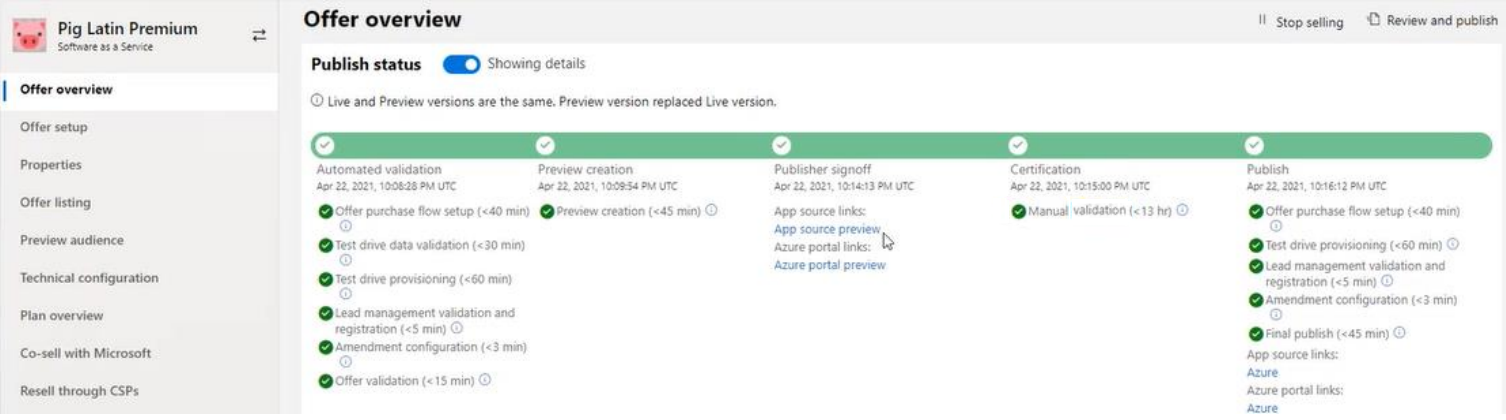 Pig Latin Premium
Software as a Service
Offer overview
Offer setup
Properties
Offer listing
Preview audience
Technical configuration
Plan overview
Co-sell with Microsoft
Resell through CSPs
Offer overview
Stop selling
Review and publish
Publish status
Showing details
Live and Preview versions are the same. Preview version replaced Live version.
Automated validation
Apr 22, 2021, 10:08:28 PM UTC
Offer purchase flow setup (<40 min)
Test drive data validation (<30 min)
Test drive provisioning (<60 min)
Lead management validation and
registration (<5 min)
Amendment configuration (<3 min)
Offer validation (<15 min)
Preview creation
Apr 22, 2021, 10:09:54 PM UTC
Preview creation (<45 min)
Publisher signoff
Apr 22, 2021, 10:14:13 PM UTC
App source links:
App source preview
Azure portal links:
Azure portal preview
Certification
Apr 22, 2021, 10:15:00 PM UTC
Manual validation (<13 hr)
Publish
Apr 22, 2021, 10:16:12 PM UTC
Offer purchase flow setup (<40 min)
Test drive provisioning (<60 min)
Lead management validation and
registration (<5 min)
Amendment configuration (<3 min)
Final publish (<45 min)
App source links:
Azure
Azure portal links:
Azure